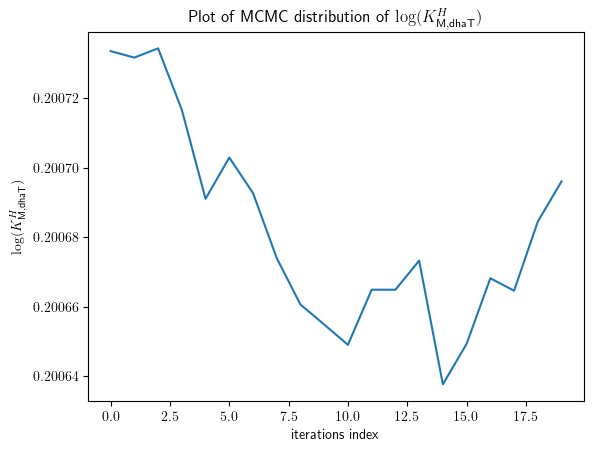 Plot of MCMC distribution of log(K^H_M,dhaT)
log(K^H_M,dhaT)
0.20072
0.20070
0.20068
0.20066
0.20064
0.0 2.5 5.0 7.5 10.0 12.5 15.0 17.5
iterations index